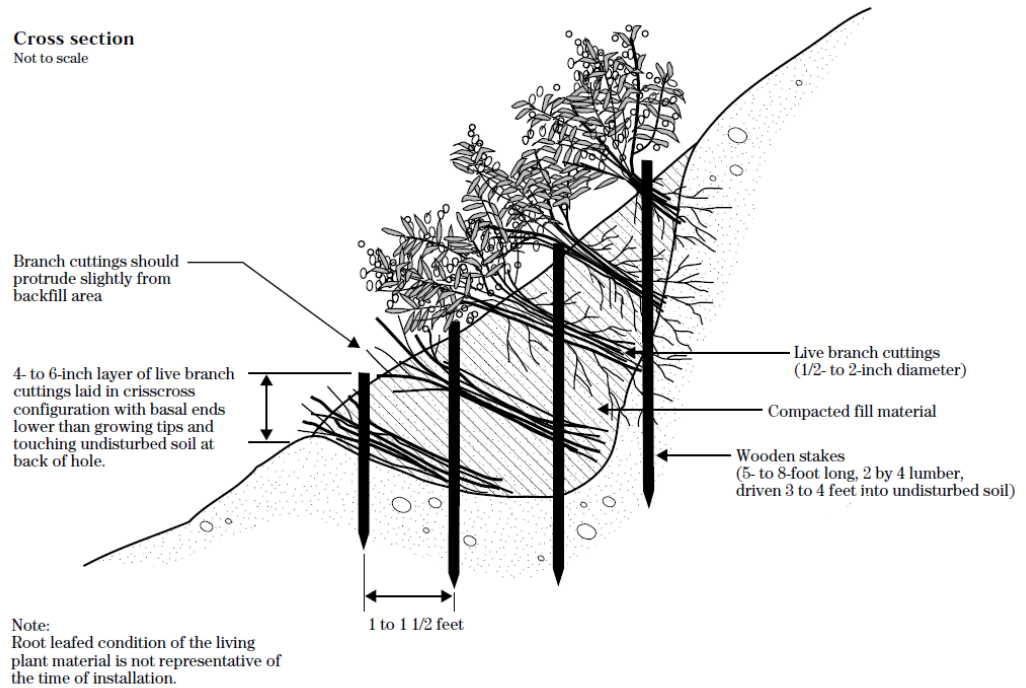 Cross section
Not to scale
Branch cuttings should
protrude slightly from
backfill area
4- to 6-inch layer of live branch
cuttings laid in crisscross
configuration with basal ends
lower than growing tips and
touching undisturbed soil at
back of hole.
Live branch cuttings
(1/2- to 2-inch diameter)
Compacted fill material
Wooden stakes
(5- to 8-foot long, 2 by 4 lumber,
driven 3 to 4 feet into undisturbed soil)
1 to 1 1/2 feet
Note:
Root leafed condition of the living
plant material is not representative of
the time of installation.